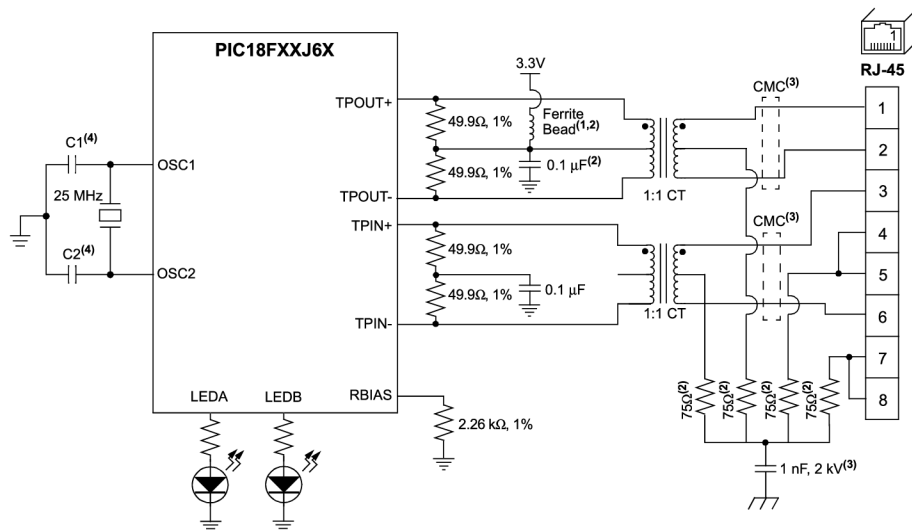 PIC18FXXJ6X
TPOUT+
TPOUT-
TPIN+
TPIN-
RBIAS
OSC1
OSC2
LEDA
LEDB
C1(4)
25 MHz
C2(4)
3.3V
Ferrite
Bead(1,2)
49.9Ω, 1%
0.1 µF(2)
49.9Ω, 1%
1:1 CT
49.9Ω, 1%
0.1 µF
49.9Ω, 1%
1:1 CT
2.26 kΩ, 1%
CMC(3)
CMC(3)
1
RJ-45
1
2
3
4
5
6
7
8
75Ω(2)
75Ω(2)
75Ω(2)
75Ω(2)
1 nF, 2 kV(3)